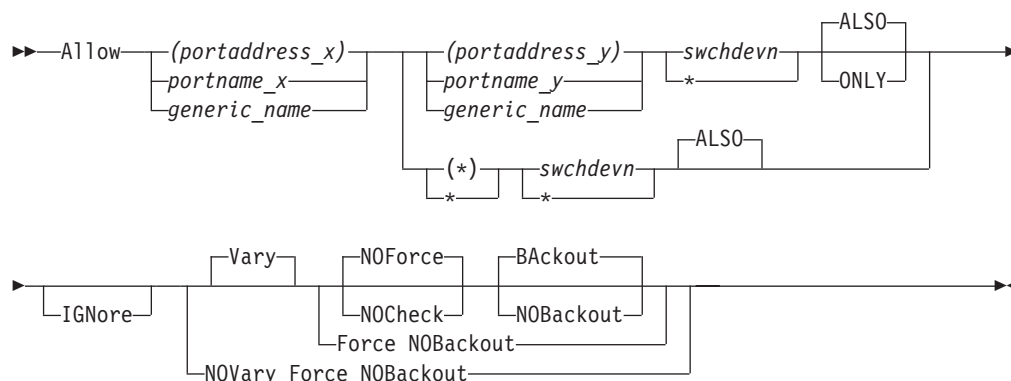 ALSO
Allow (portaddress_x) (portaddress_y) swchdevn ONLY
portname_x portname_y *
generic_name generic_name
ALSO
(*) swchdevn
* *
Vary NOForce BAckout
IGNore NOCheck NOBackout
Force NOBackout
NOVary Force NOBackout